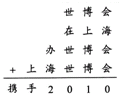 世 博 会
在 上 海
办 世 博 会
+ 上 海 世 博 会
携 手 2 0 1 0